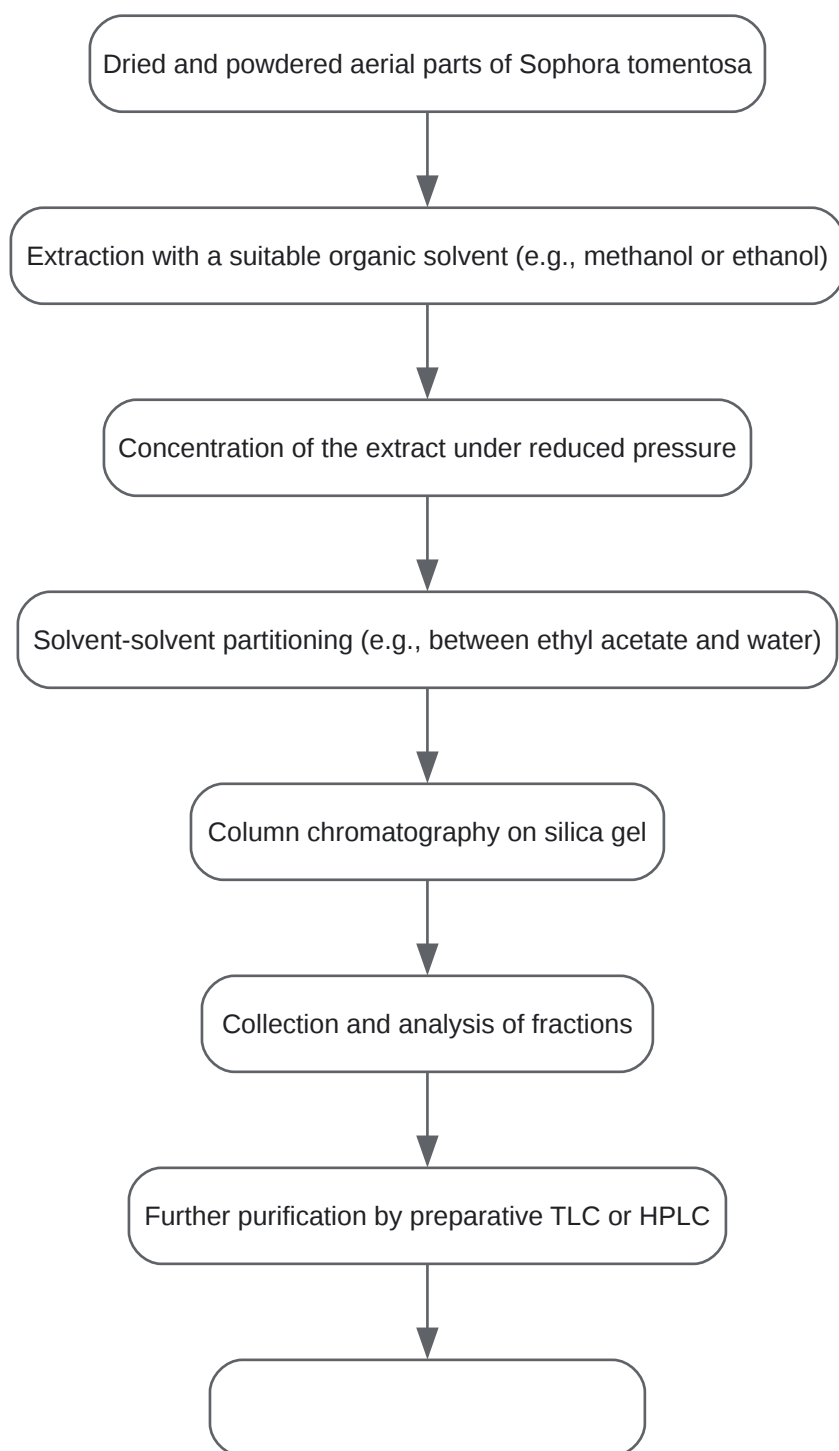 Dried and powdered aerial parts of Sophora tomentosa
Extraction with a suitable organic solvent (e.g., methanol or ethanol)
Concentration of the extract under reduced pressure
Solvent-solvent partitioning (e.g., between ethyl acetate and water)
Column chromatography on silica gel
Collection and analysis of fractions
Further purification by preparative TLC or HPLC